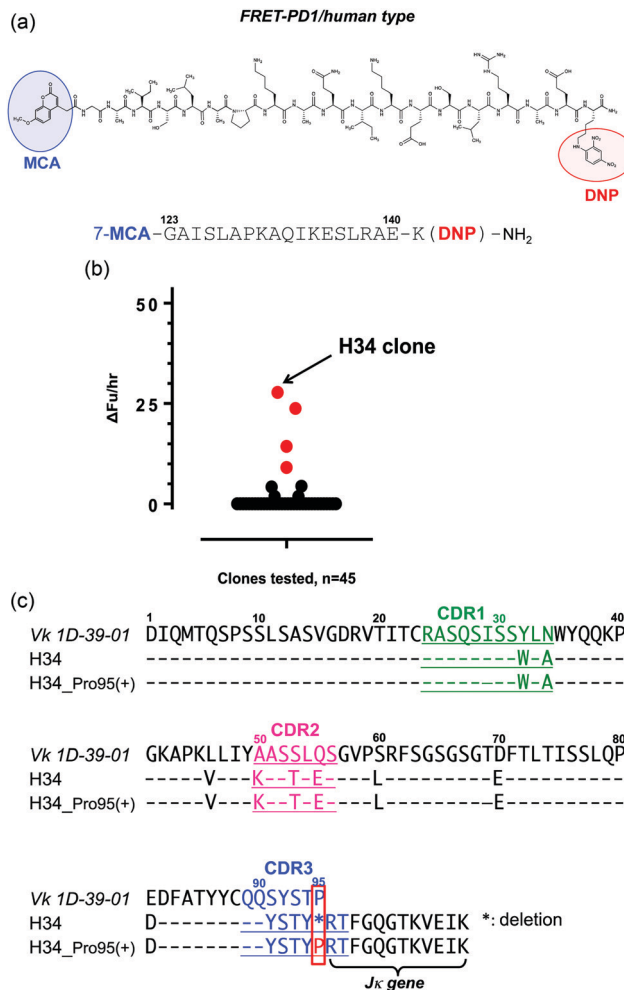 (a)
FRET-PD1/human type
MCA
DNP
123 140
7-MCA–GAISLAPKAQIKESLRAE–K(DNP)–NH2
(b)
50
25
0
ΔFu/hr
H34 clone
Clones tested, n=45
(c)
CDR1
1 10 20 30 40
Vk 1D-39-01 DIQMTQSPSSLSASVGDRVTITCRASQSISSYLNWYQQKP
H34 -------------------------------W-A------
H34_Pro95(+) -------------------------------W-A------
CDR2
50 60 70 80
Vk 1D-39-01 GKAPKLLIYAASSLQSGVPSRFSGSGSGTDFTLTISSLQP
H34 -----V---K--T-E----L---------E----------
H34_Pro95(+) -----V---K--T-E----L---------E----------
CDR3
90 95
Vk 1D-39-01 EDFATYYCQQSYSTP
H34 D---------YSTY*RTFGQGTKVEIK *: deletion
H34_Pro95(+) D---------YSTYPRTFGQGTKVEIK
Jκ gene